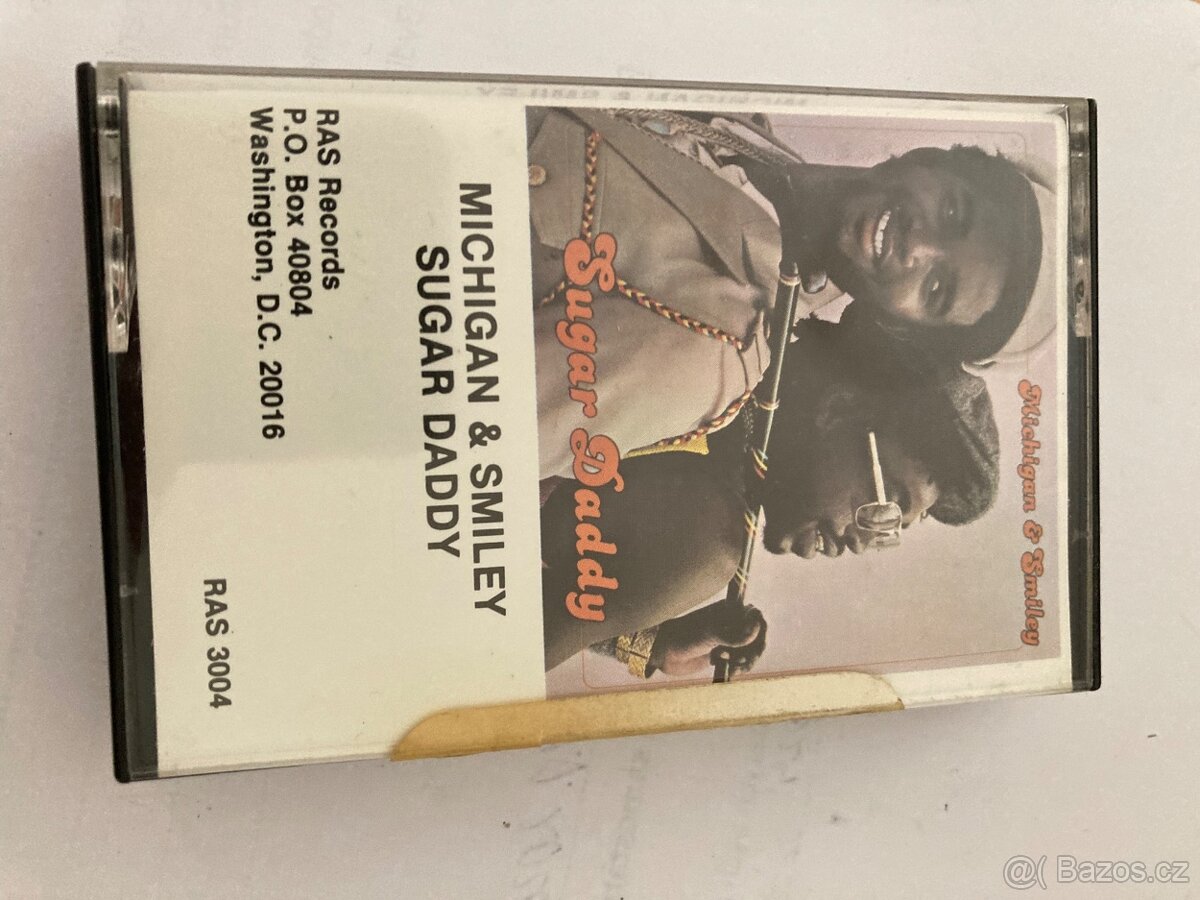 Michigan & Smiley
Sugar Daddy
MICHIGAN & SMILEY
SUGAR DADDY
RAS Records
P.O. Box 40804
Washington, D.C. 20016
RAS 3004
@( Bazos.cz